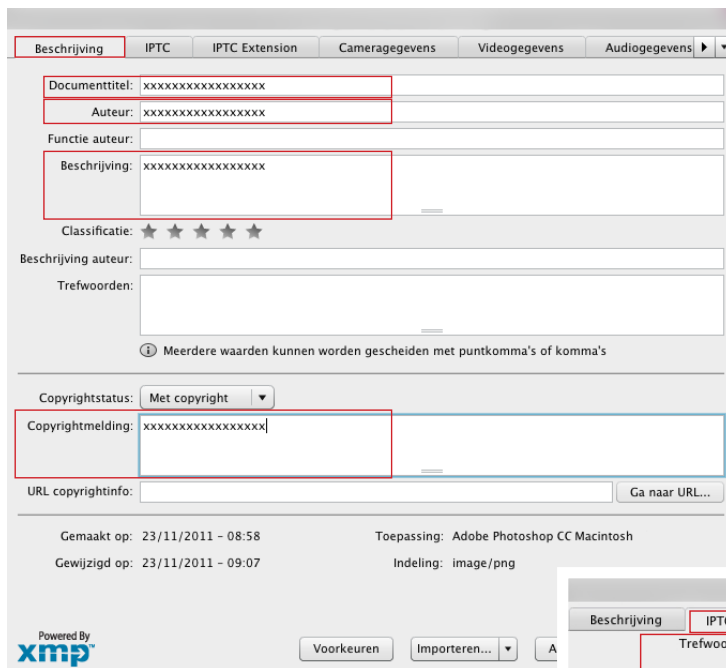 Beschrijving IPTC IPTC Extension Cameragegevens Videogegevens Audiogegevens
Documenttitel: xxxxxxxxxxxxxxxxx
Auteur: xxxxxxxxxxxxxxxxx
Functie auteur:
Beschrijving: xxxxxxxxxxxxxxxxx
Classificatie:
Beschrijving auteur:
Trefwoorden:
Meerdere waarden kunnen worden gescheiden met puntkomma's of komma's
Copyrightstatus: Met copyright
Copyrightmelding: xxxxxxxxxxxxxxxxx
URL copyrightinfo: Ga naar URL...
Gemaakt op: 23/11/2011 – 08:58 Toepassing: Adobe Photoshop CC Macintosh
Gewijzigd op: 23/11/2011 – 09:07 Indeling: image/png
Beschrijving IPTC
Trefwoor
Powered By
xmp™
Voorkeuren Importeren... A